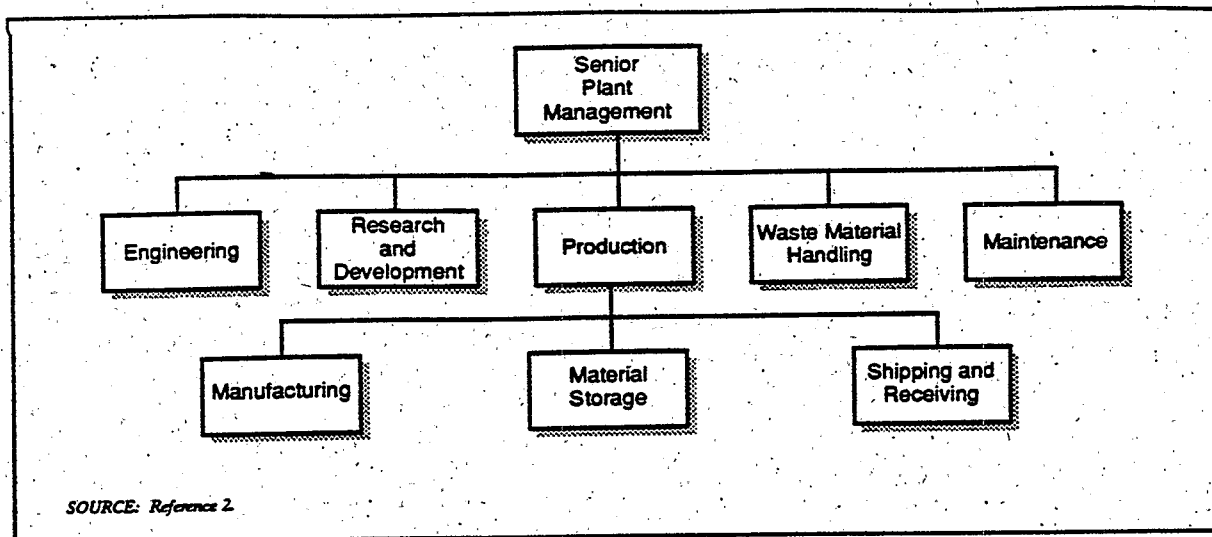 Senior
Plant
Management
Engineering
Research
and
Development
Production
Waste Material
Handling
Maintenance
Manufacturing
Material
Storage
Shipping and
Receiving
SOURCE: Reference 2.